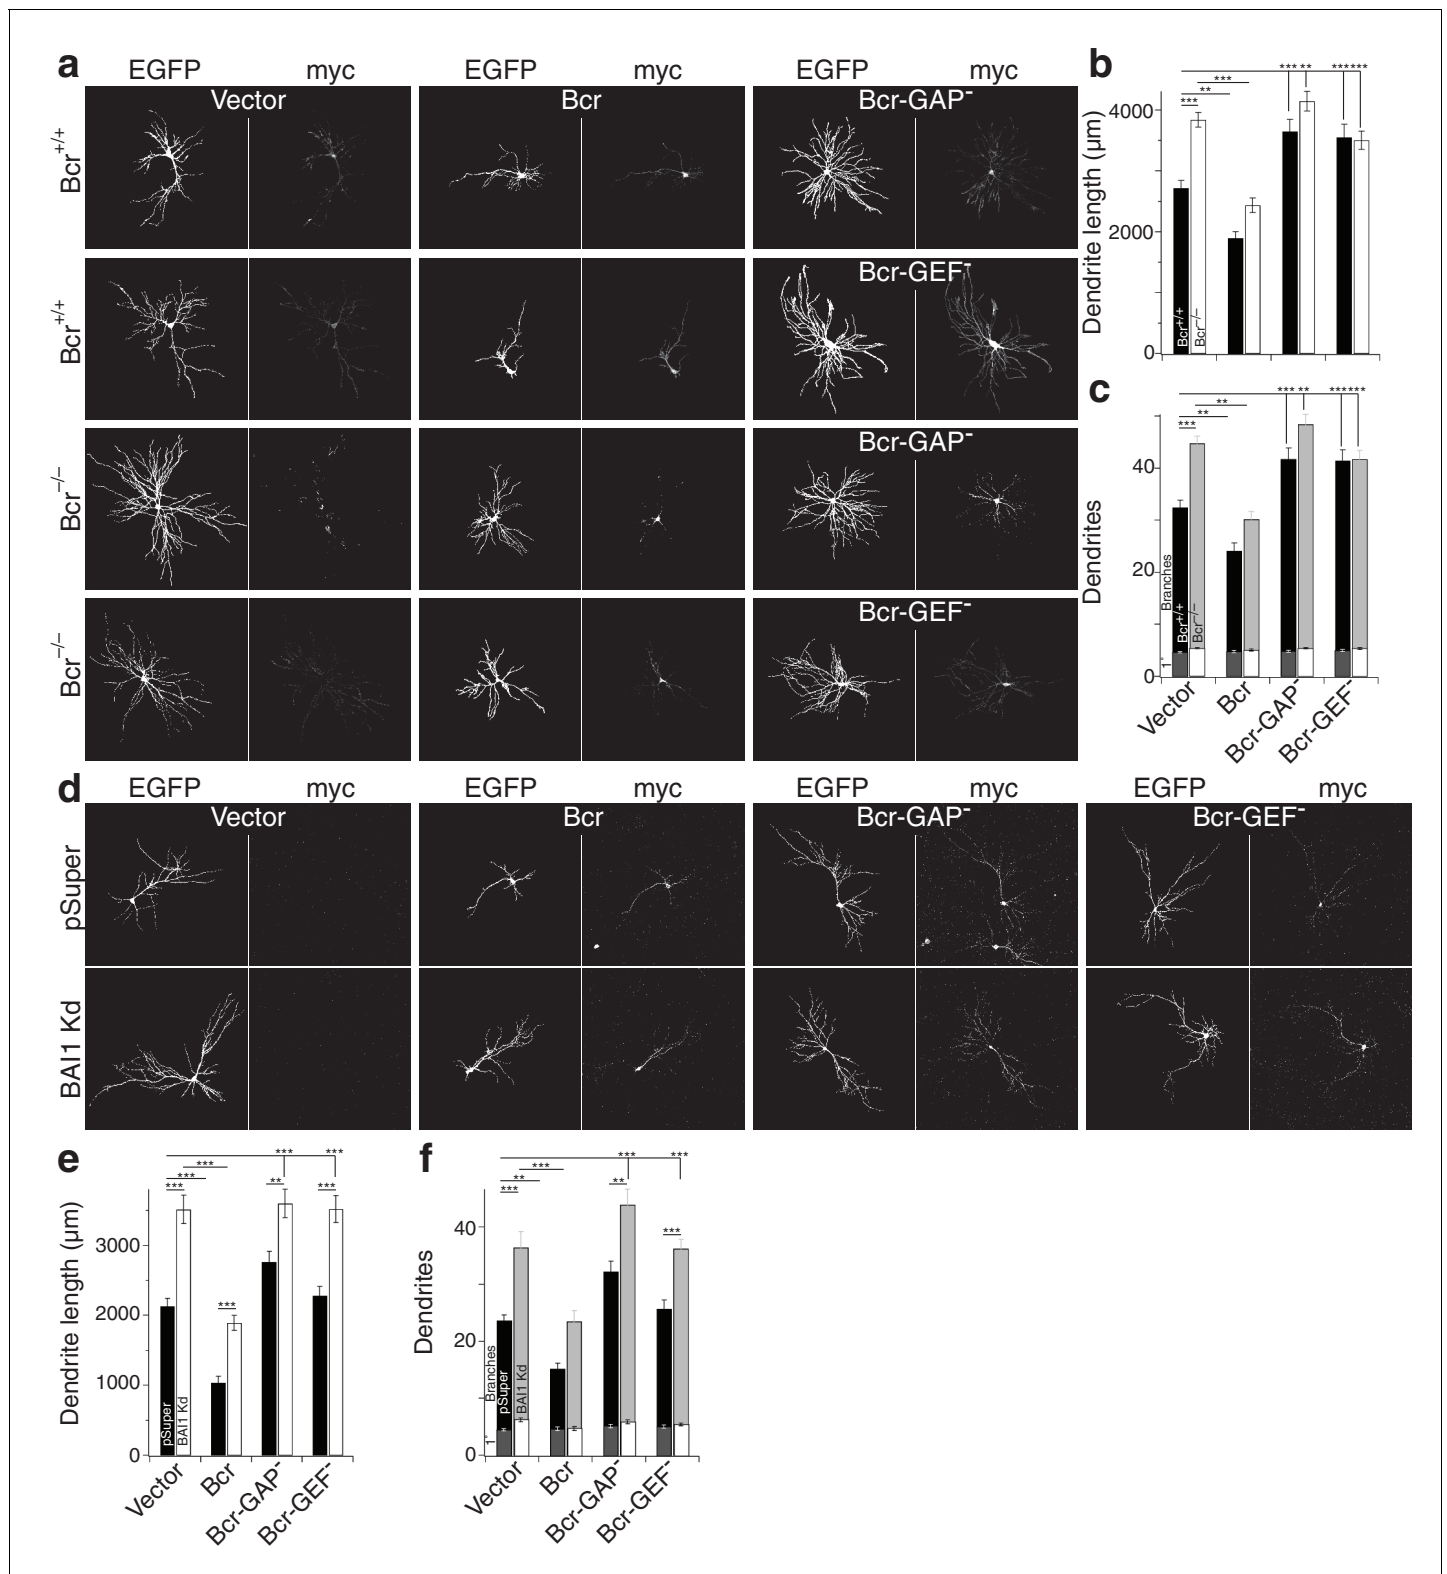 a
EGFP myc EGFP myc EGFP myc
Vector Bcr Bcr-GAP⁻
Bcr+/+
Bcr-GEF⁻
Bcr+/+
Bcr-GAP⁻
Bcr−/−
Bcr-GEF⁻
Bcr−/−
b
*** ** ******
***
**
***
4000
2000
0
Dendrite length (µm)
Bcr+/+
Bcr−/−
c
*** ** ******
**
**
***
40
20
0
Dendrites
Branches
1°
Bcr+/+
Bcr−/−
Vector Bcr Bcr-GAP⁻ Bcr-GEF⁻
d
EGFP myc EGFP myc EGFP myc EGFP myc
Vector Bcr Bcr-GAP⁻ Bcr-GEF⁻
pSuper
BAI1 Kd
e
*** ***
***
***
*** ** ***
***
3000
2000
1000
0
Dendrite length (µm)
pSuper
BAI1 Kd
Vector Bcr Bcr-GAP⁻ Bcr-GEF⁻
f
*** ***
***
**
*** **
***
40
20
0
Dendrites
Branches
1°
pSuper
BAI1 Kd
Vector Bcr Bcr-GAP⁻ Bcr-GEF⁻